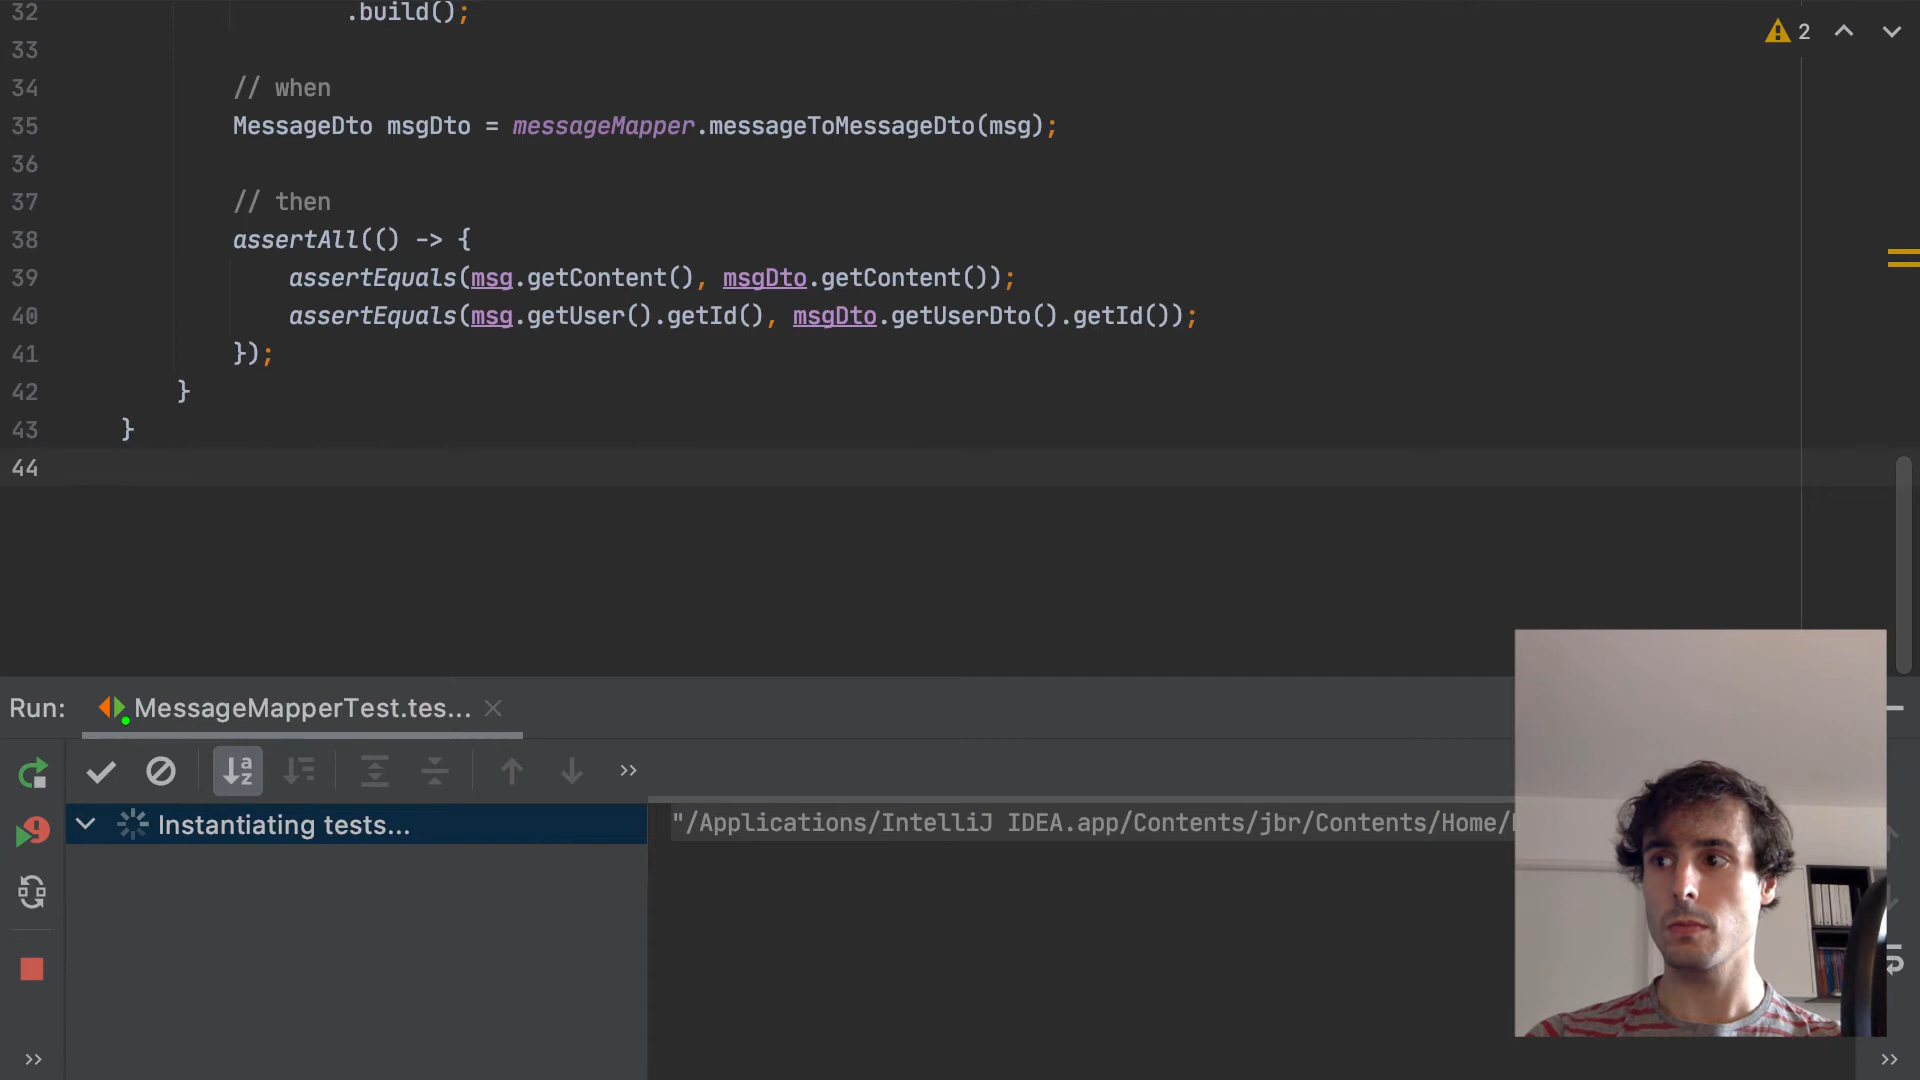 32 .build();
33
34 // when
35 MessageDto msgDto = messageMapper.messageToMessageDto(msg);
36
37 // then
38 assertAll(() -> {
39 assertEquals(msg.getContent(), msgDto.getContent());
40 assertEquals(msg.getUser().getId(), msgDto.getUserDto().getId());
41 });
42 }
43 }
44
2
Run: MessageMapperTest.tes...
Instantiating tests...
"/Applications/IntelliJ IDEA.app/Contents/jbr/Contents/Home/